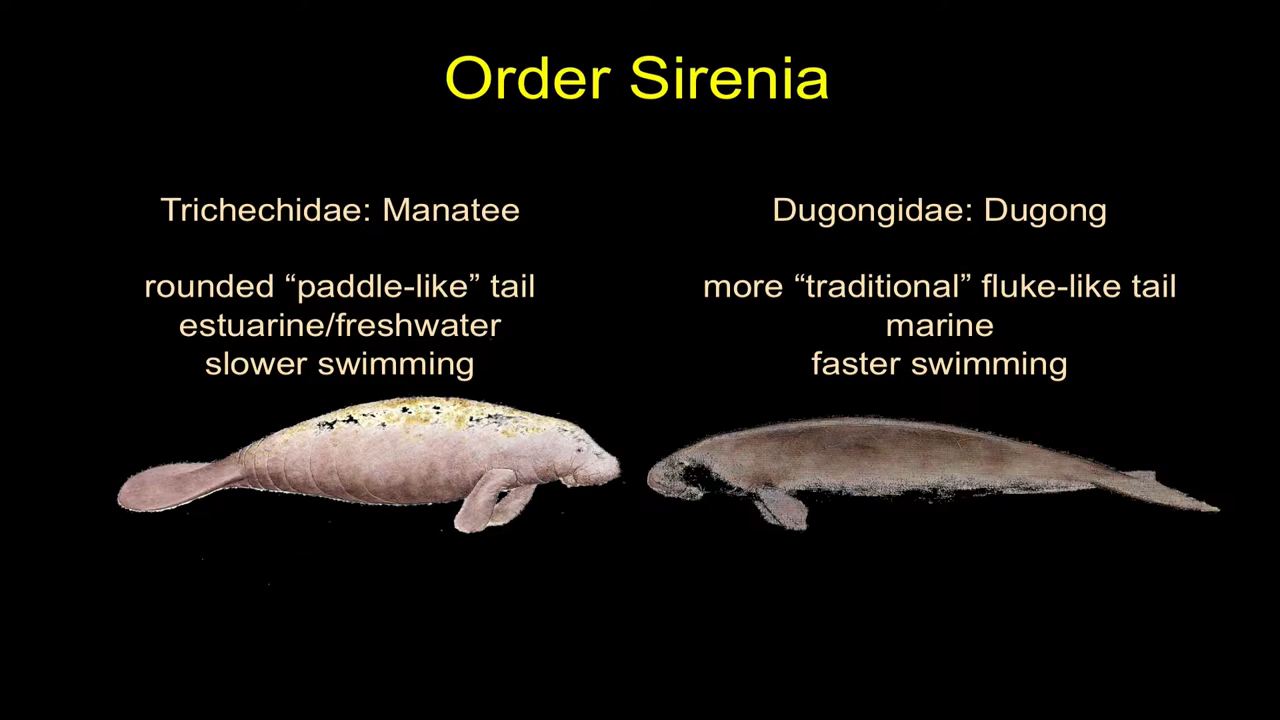 Order Sirenia
Trichechidae: Manatee
rounded “paddle-like” tail
estuarine/freshwater
slower swimming
Dugongidae: Dugong
more “traditional” fluke-like tail
marine
faster swimming